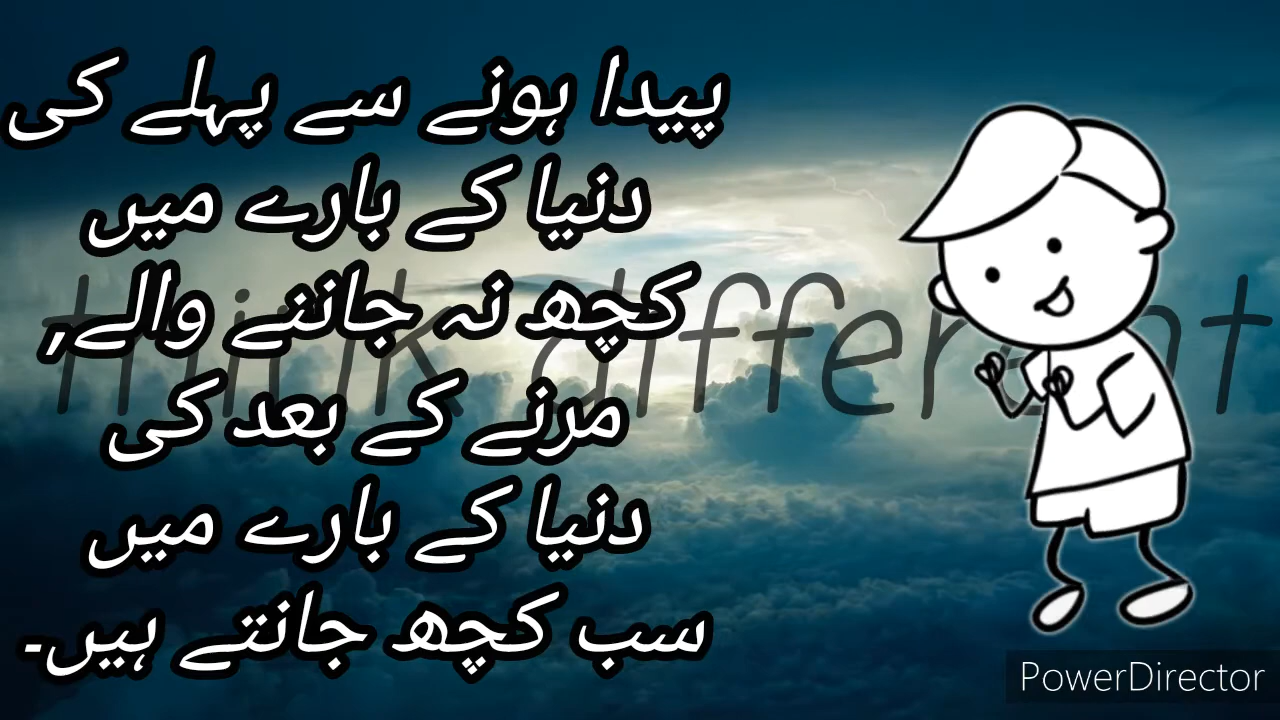 پیدا ہونے سے پہلے کی
دنیا کے بارے میں
کچھ نہ جاننے والے,
مرنے کے بعد کی
دنیا کے بارے میں
سب کچھ جانتے ہیں۔
think different
PowerDirector